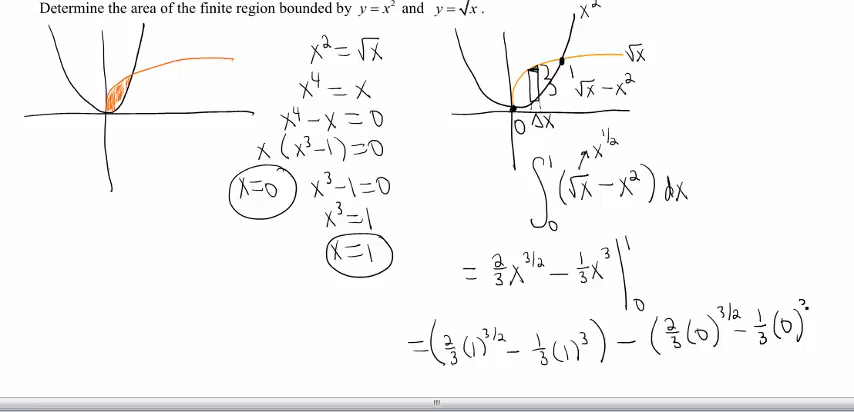 Determine the area of the finite region bounded by y = x² and y = √x .
x² = √x
x⁴ = x
x⁴ − x = 0
x (x³−1) = 0
x=0 x³−1=0
x³=1
x=1
x²
√x
1
√x − x²
0 Δx
x^1/2
∫₀¹ (√x − x²) dx
= 2/3 x^3/2 − 1/3 x³ |₀¹
= (2/3 (1)^3/2 − 1/3 (1)³) − (2/3 (0)^3/2 − 1/3 (0)³